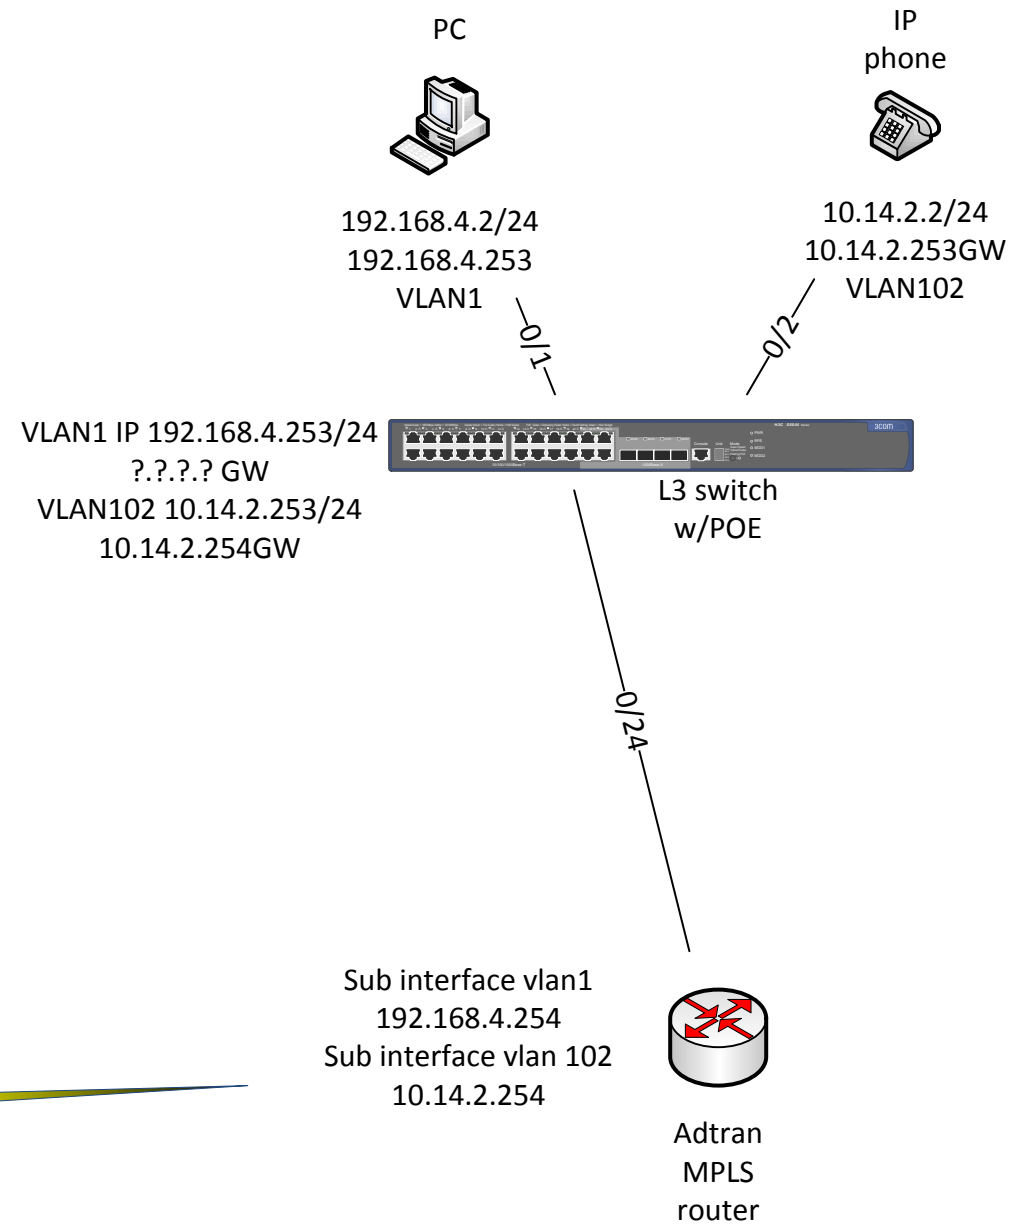 PC
IP
phone
192.168.4.2/24
192.168.4.253
VLAN1
10.14.2.2/24
10.14.2.253GW
VLAN102
0/1
0/2
VLAN1 IP 192.168.4.253/24
?.?.?.? GW
VLAN102 10.14.2.253/24
10.14.2.254GW
3COM
L3 switch
w/POE
0/24
Sub interface vlan1
192.168.4.254
Sub interface vlan 102
10.14.2.254
Adtran
MPLS
router